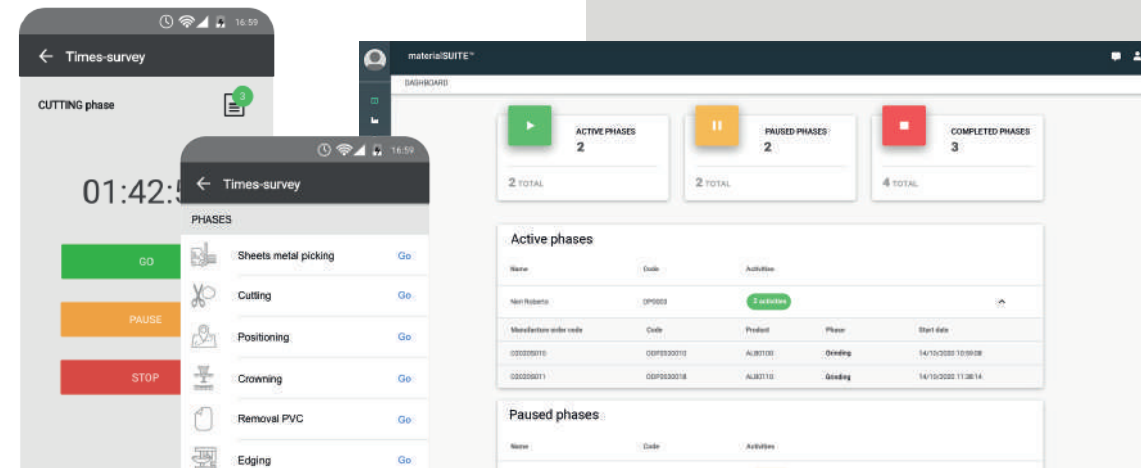 16:59
Times-survey
CUTTING phase
3
01:42:5
GO
PAUSE
STOP
16:59
Times-survey
PHASES
Sheets metal picking Go
Cutting Go
Positioning Go
Crowning Go
Removal PVC Go
Edging Go
materialSUITE™
DASHBOARD
ACTIVE PHASES
2
2 TOTAL
PAUSED PHASES
2
2 TOTAL
COMPLETED PHASES
3
4 TOTAL
Active phases
Name Code Activities
Neri Roberto OP0003 2 activities
Manufacture order code Code Product Phase Start date
020205010 ODP2020010 ALB0100 Grinding 14/10/2020 10:59:08
020205011 ODP2020018 ALB0110 Grinding 14/10/2020 11:38:14
Paused phases
Name Code Activities